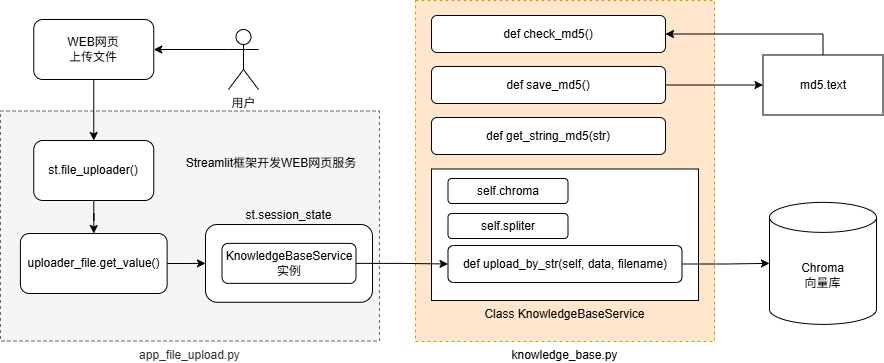 WEB网页
上传文件
用户
Streamlit框架开发WEB网页服务
st.file_uploader()
uploader_file.get_value()
st.session_state
KnowledgeBaseService
实例
app_file_upload.py
def check_md5()
def save_md5()
def get_string_md5(str)
self.chroma
self.spliter
def upload_by_str(self, data, filename)
Class KnowledgeBaseService
knowledge_base.py
md5.text
Chroma
向量库